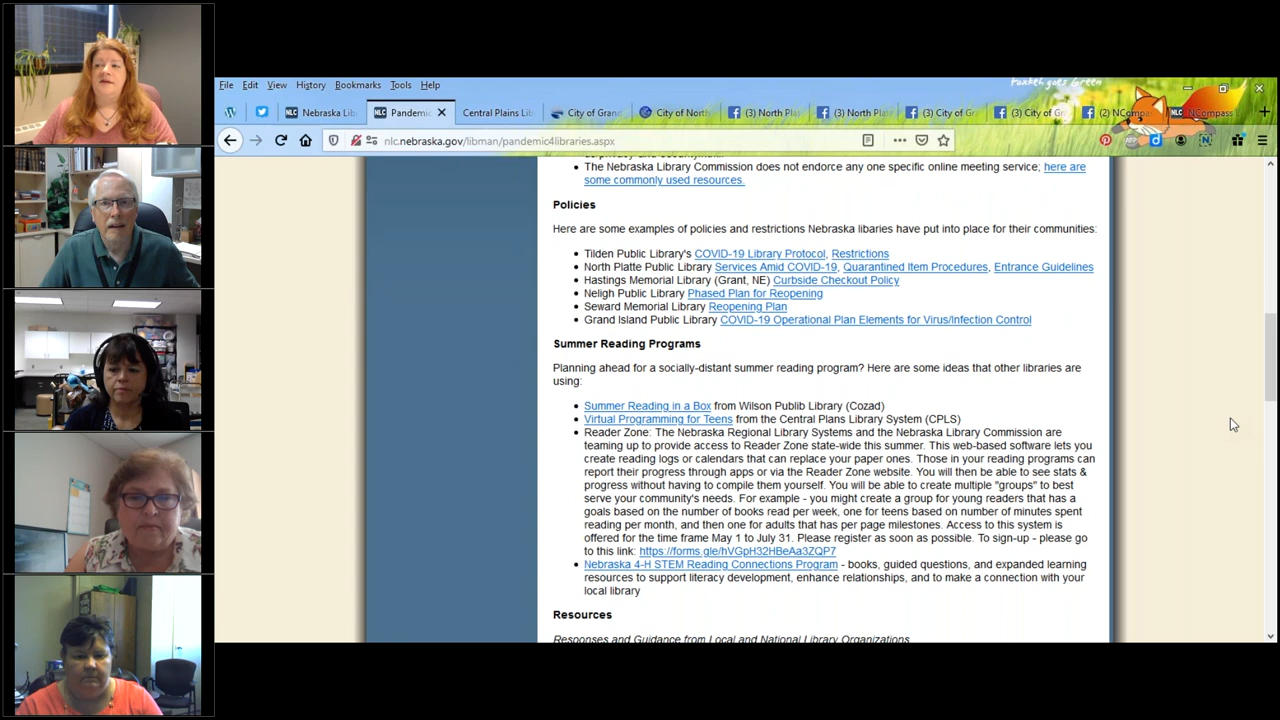 Foxkeh goes Green
File Edit View History Bookmarks Tools Help
NLC Nebraska Lib NLC Pandemic Central Plains Lib City of Grand City of North (3) North Pla (3) North Plat (3) City of Gr (3) City of Gr (2) NCompa NLC NCompass
nlc.nebraska.gov/libman/pandemic4libraries.aspx
The Nebraska Library Commission does not endorse any one specific online meeting service; here are
some commonly used resources.
Policies
Here are some examples of policies and restrictions Nebraska libaries have put into place for their communities:
Tilden Public Library's COVID-19 Library Protocol, Restrictions
North Platte Public Library Services Amid COVID-19, Quarantined Item Procedures, Entrance Guidelines
Hastings Memorial Library (Grant, NE) Curbside Checkout Policy
Neligh Public Library Phased Plan for Reopening
Seward Memorial Library Reopening Plan
Grand Island Public Library COVID-19 Operational Plan Elements for Virus/Infection Control
Summer Reading Programs
Planning ahead for a socially-distant summer reading program? Here are some ideas that other libraries are
using:
Summer Reading in a Box from Wilson Publib Library (Cozad)
Virtual Programming for Teens from the Central Plans Library System (CPLS)
Reader Zone: The Nebraska Regional Library Systems and the Nebraska Library Commission are
teaming up to provide access to Reader Zone state-wide this summer. This web-based software lets you
create reading logs or calendars that can replace your paper ones. Those in your reading programs can
report their progress through apps or via the Reader Zone website. You will then be able to see stats &
progress without having to compile them yourself. You will be able to create multiple "groups" to best
serve your community's needs. For example - you might create a group for young readers that has a
goals based on the number of books read per week, one for teens based on number of minutes spent
reading per month, and then one for adults that has per page milestones. Access to this system is
offered for the time frame May 1 to July 31. Please register as soon as possible. To sign-up - please go
to this link: https://forms.gle/hVGpH32HBeAa3ZQP7
Nebraska 4-H STEM Reading Connections Program - books, guided questions, and expanded learning
resources to support literacy development, enhance relationships, and to make a connection with your
local library
Resources
Responses and Guidance from Local and National Library Organizations